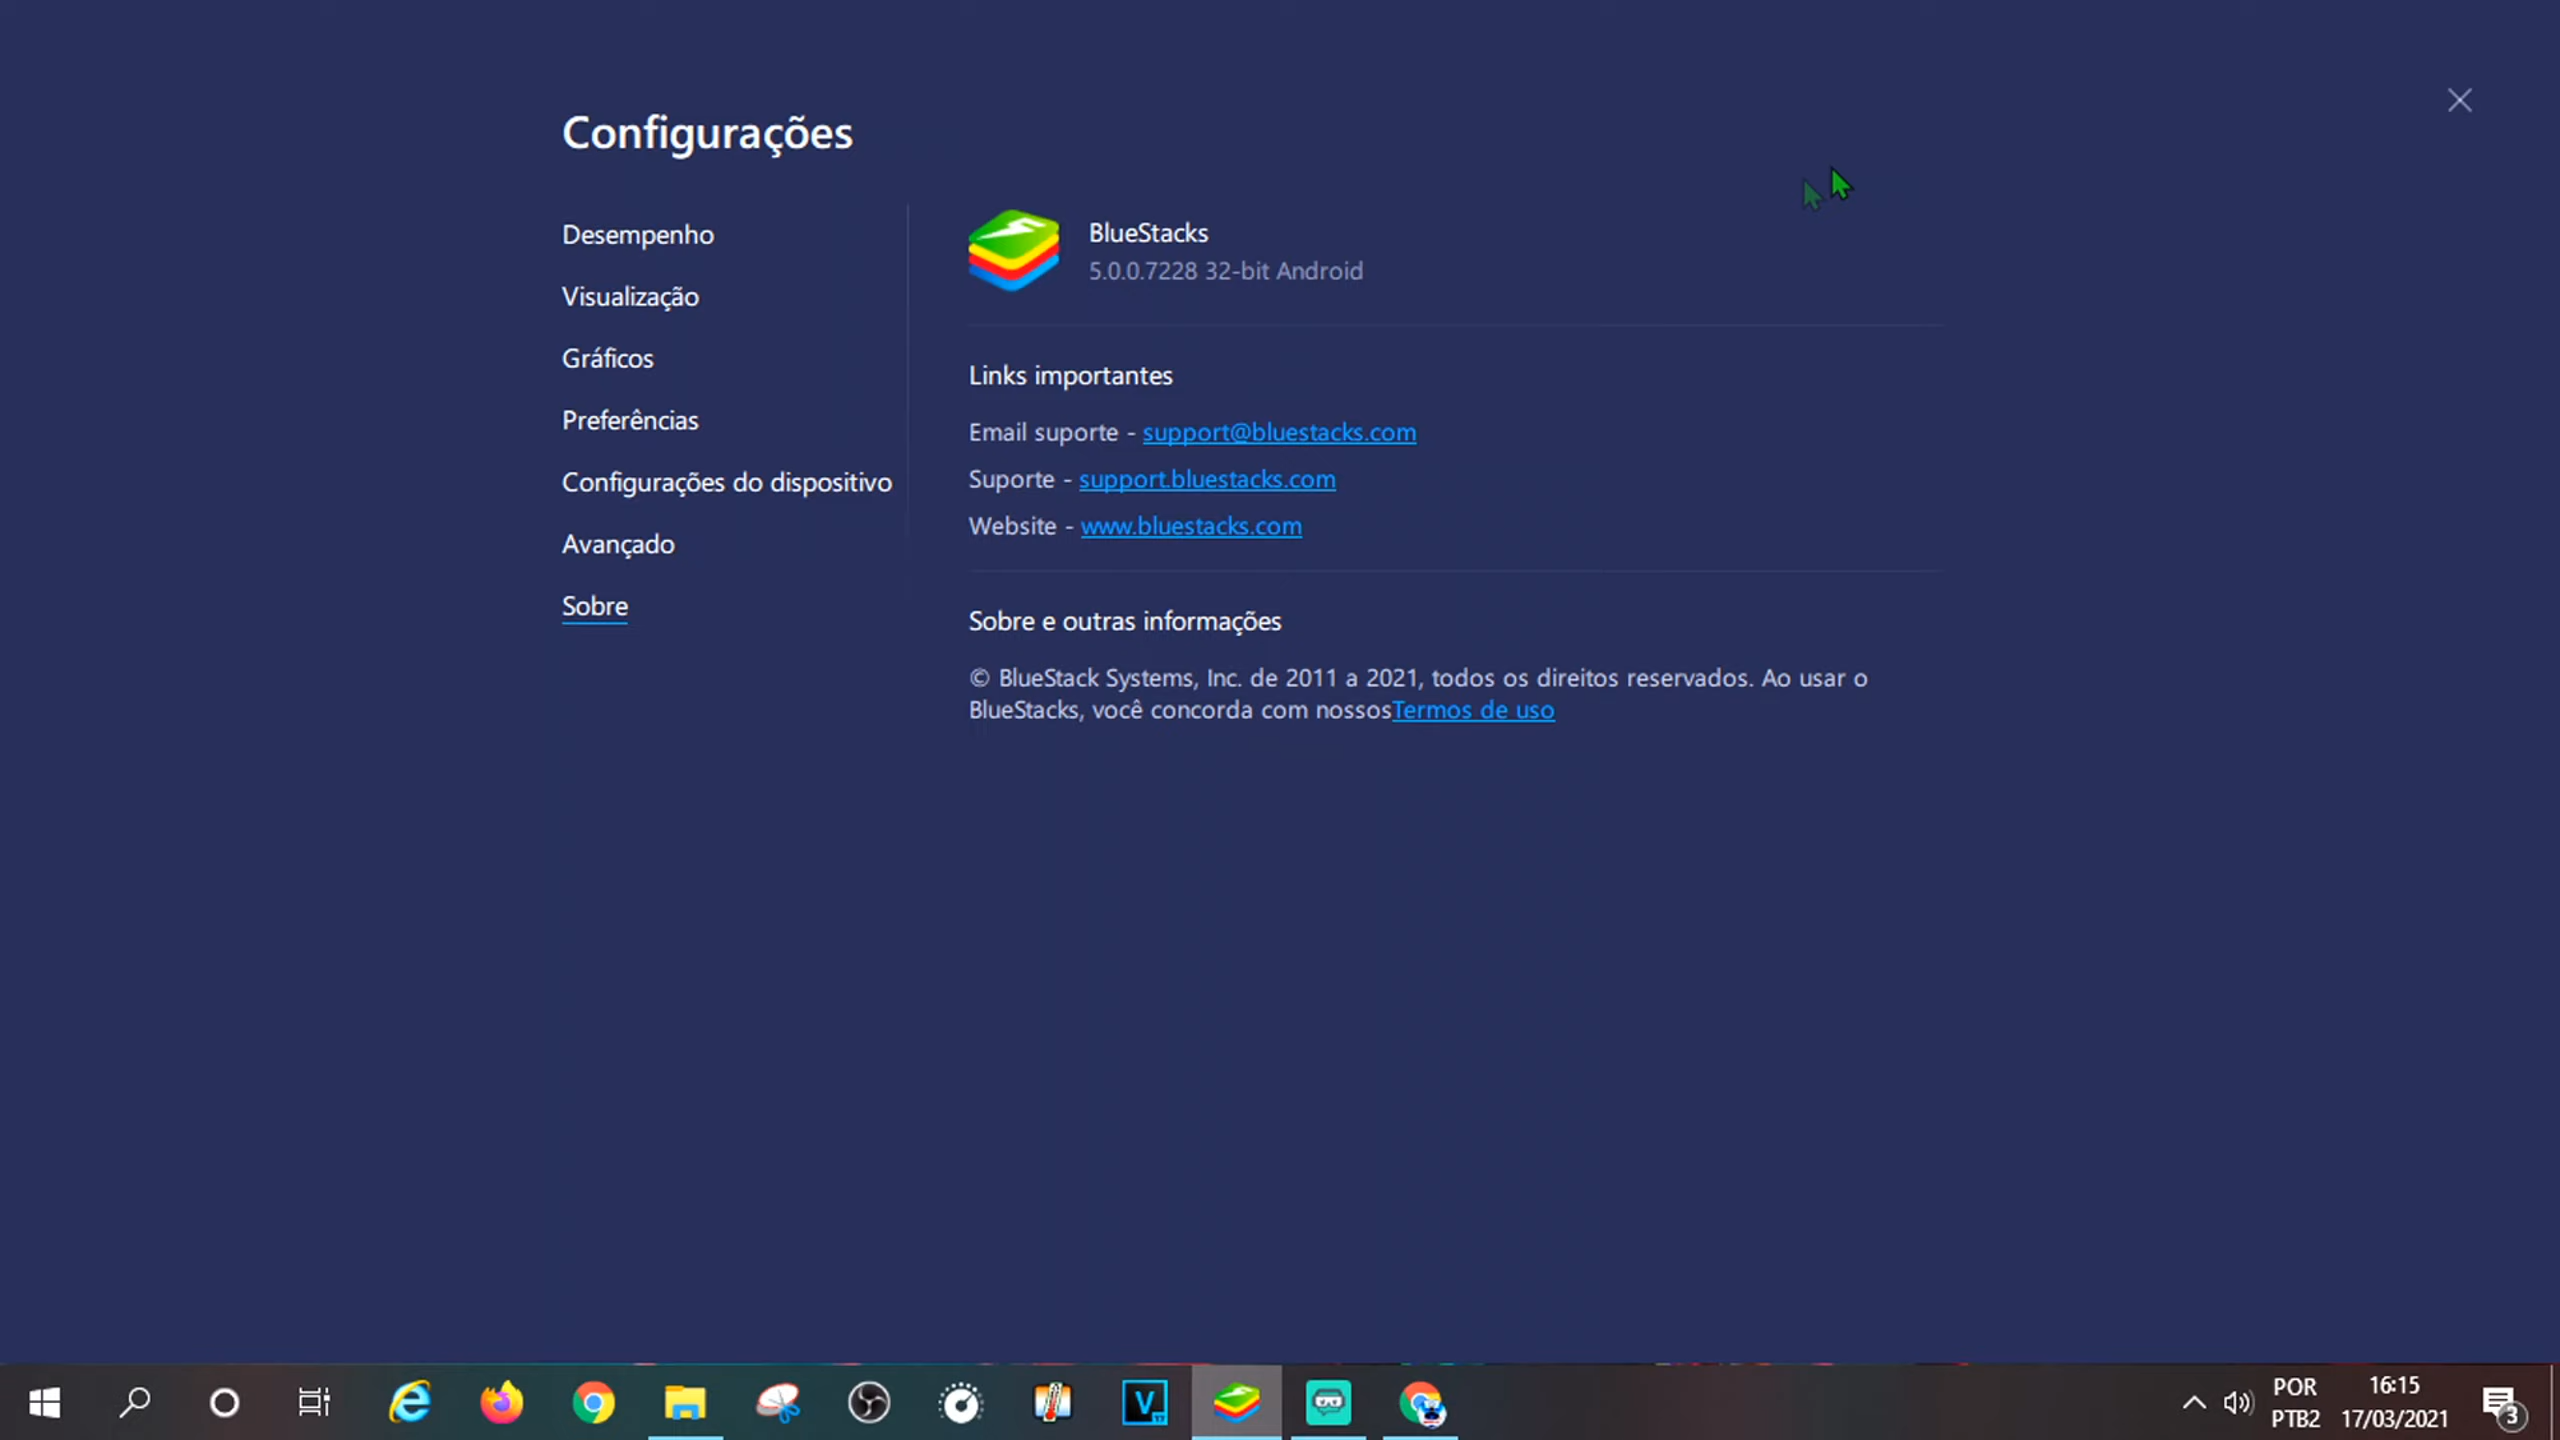 Configurações
Desempenho
Visualização
Gráficos
Preferências
Configurações do dispositivo
Avançado
Sobre
BlueStacks
5.0.0.7228 32-bit Android
Links importantes
Email suporte - support@bluestacks.com
Suporte - support.bluestacks.com
Website - www.bluestacks.com
Sobre e outras informações
© BlueStack Systems, Inc. de 2011 a 2021, todos os direitos reservados. Ao usar o
BlueStacks, você concorda com nossosTermos de uso
V
POR
PTB2
16:15
17/03/2021
3